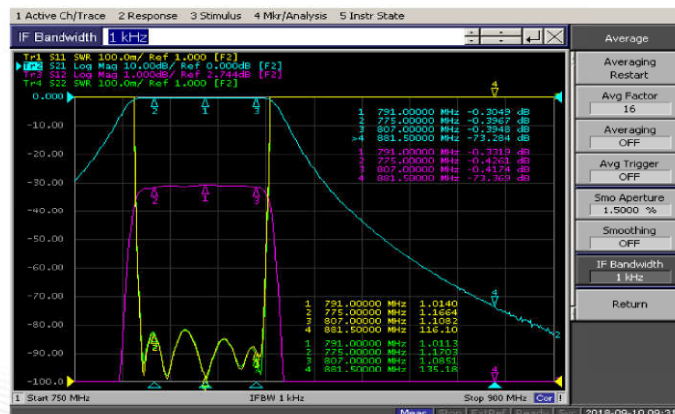 1 Active Ch/Trace 2 Response 3 Stimulus 4 Mkr/Analysis 5 Instr State
IF Bandwidth 1 kHz
Tr1 S11 SWR 100.0m/ Ref 1.000 [F2]
Tr2 S21 Log Mag 10.00dB/ Ref 0.000dB [F2]
Tr3 S12 Log Mag 1.000dB/ Ref 2.744dB [F2]
Tr4 S22 SWR 100.0m/ Ref 1.000 [F2]
0.000
-10.00
-20.00
-30.00
-40.00
-50.00
-60.00
-70.00
-80.00
-90.00
-100.0
1 791.00000 MHz -0.3049 dB
2 775.00000 MHz -0.3967 dB
3 807.00000 MHz -0.3948 dB
>4 881.50000 MHz -73.284 dB
1 791.00000 MHz -0.3319 dB
2 775.00000 MHz -0.4261 dB
3 807.00000 MHz -0.4174 dB
4 881.50000 MHz -73.369 dB
1 791.00000 MHz 1.0140
2 775.00000 MHz 1.1664
3 807.00000 MHz 1.1082
4 881.50000 MHz 116.10
1 791.00000 MHz 1.0113
2 775.00000 MHz 1.1703
3 807.00000 MHz 1.0851
4 881.50000 MHz 135.18
1 Start 750 MHz IFBW 1 kHz Stop 900 MHz Cor !
Meas Stop ExtRef Ready Svc 2018-09-10 09:31
Average
Averaging
Restart
Avg Factor
16
Averaging
OFF
Avg Trigger
OFF
Smo Aperture
1.5000 %
Smoothing
OFF
IF Bandwidth
1 kHz
Return